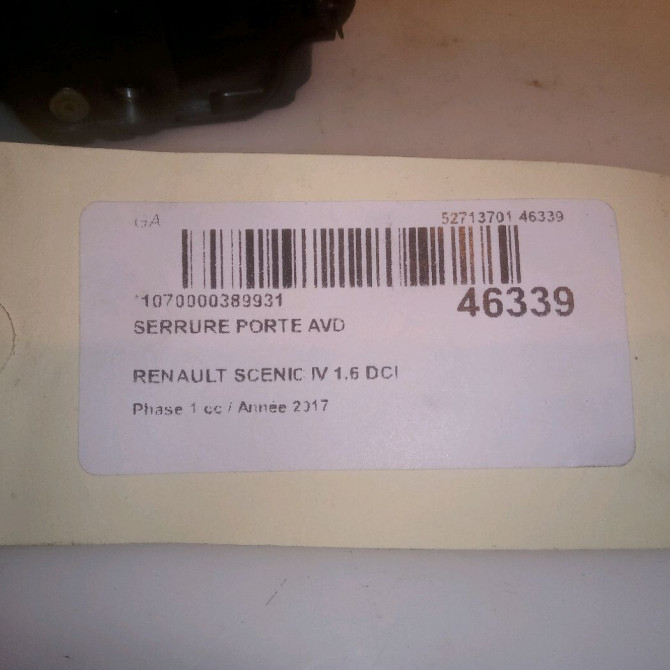 GA 52713701 46339
*1070000389931 46339
SERRURE PORTE AVD
RENAULT SCENIC IV 1.6 DCI
Phase 1 cc / Année 2017